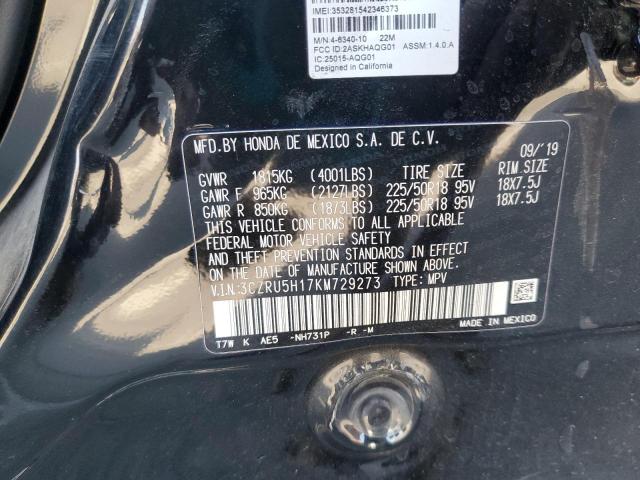 IMEI:353281542346373
M/N:4-6340-10 22M
FCC ID:2ASKHAQG01 ASSM:1.4.0.A
IC:25015-AQG01
Designed in California
MFD.BY HONDA DE MEXICO S.A. DE C.V.
09/'19
GVWR 1815KG (4001LBS) TIRE SIZE RIM SIZE
GAWR F 965KG (2127LBS) 225/50R18 95V 18X7.5J
GAWR R 850KG (1873LBS) 225/50R18 95V 18X7.5J
THIS VEHICLE CONFORMS TO ALL APPLICABLE
FEDERAL MOTOR VEHICLE SAFETY
AND THEFT PREVENTION STANDARDS IN EFFECT
ON THE DATE OF MANUFACTURE SHOWN ABOVE.
V.I.N:3CZRU5H17KM729273 TYPE: MPV
T7W K AE5 -NH731P -R -M
MADE IN MEXICO